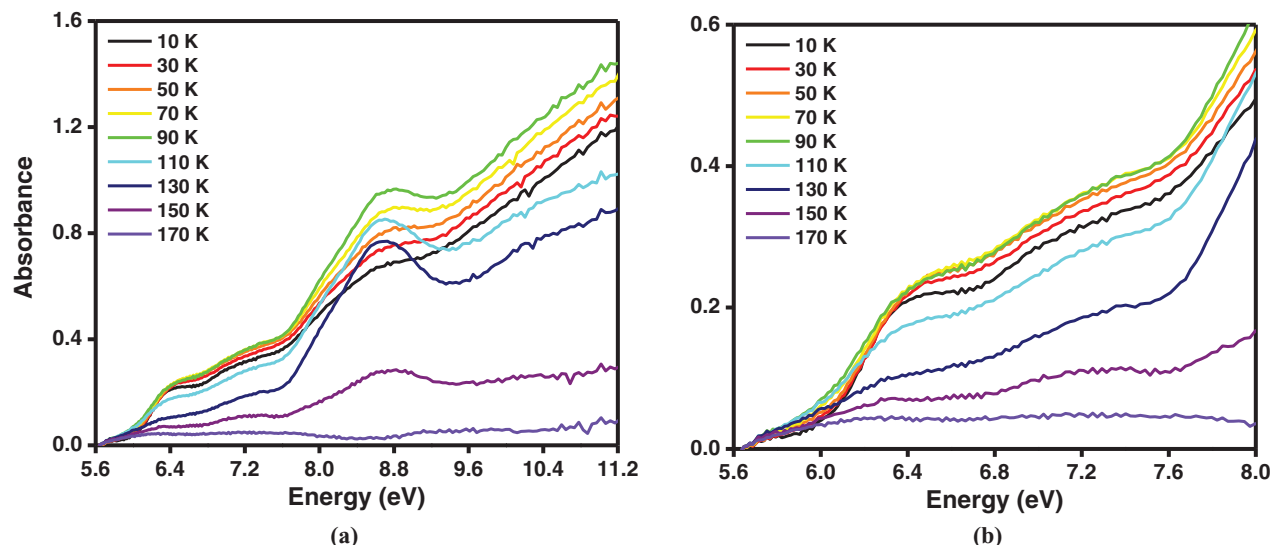 1.6
1.2
0.8
0.4
0.0
Absorbance
10 K
30 K
50 K
70 K
90 K
110 K
130 K
150 K
170 K
5.6 6.4 7.2 8.0 8.8 9.6 10.4 11.2
Energy (eV)
(a)
0.6
0.4
0.2
0.0
10 K
30 K
50 K
70 K
90 K
110 K
130 K
150 K
170 K
5.6 6.0 6.4 6.8 7.2 7.6 8.0
Energy (eV)
(b)